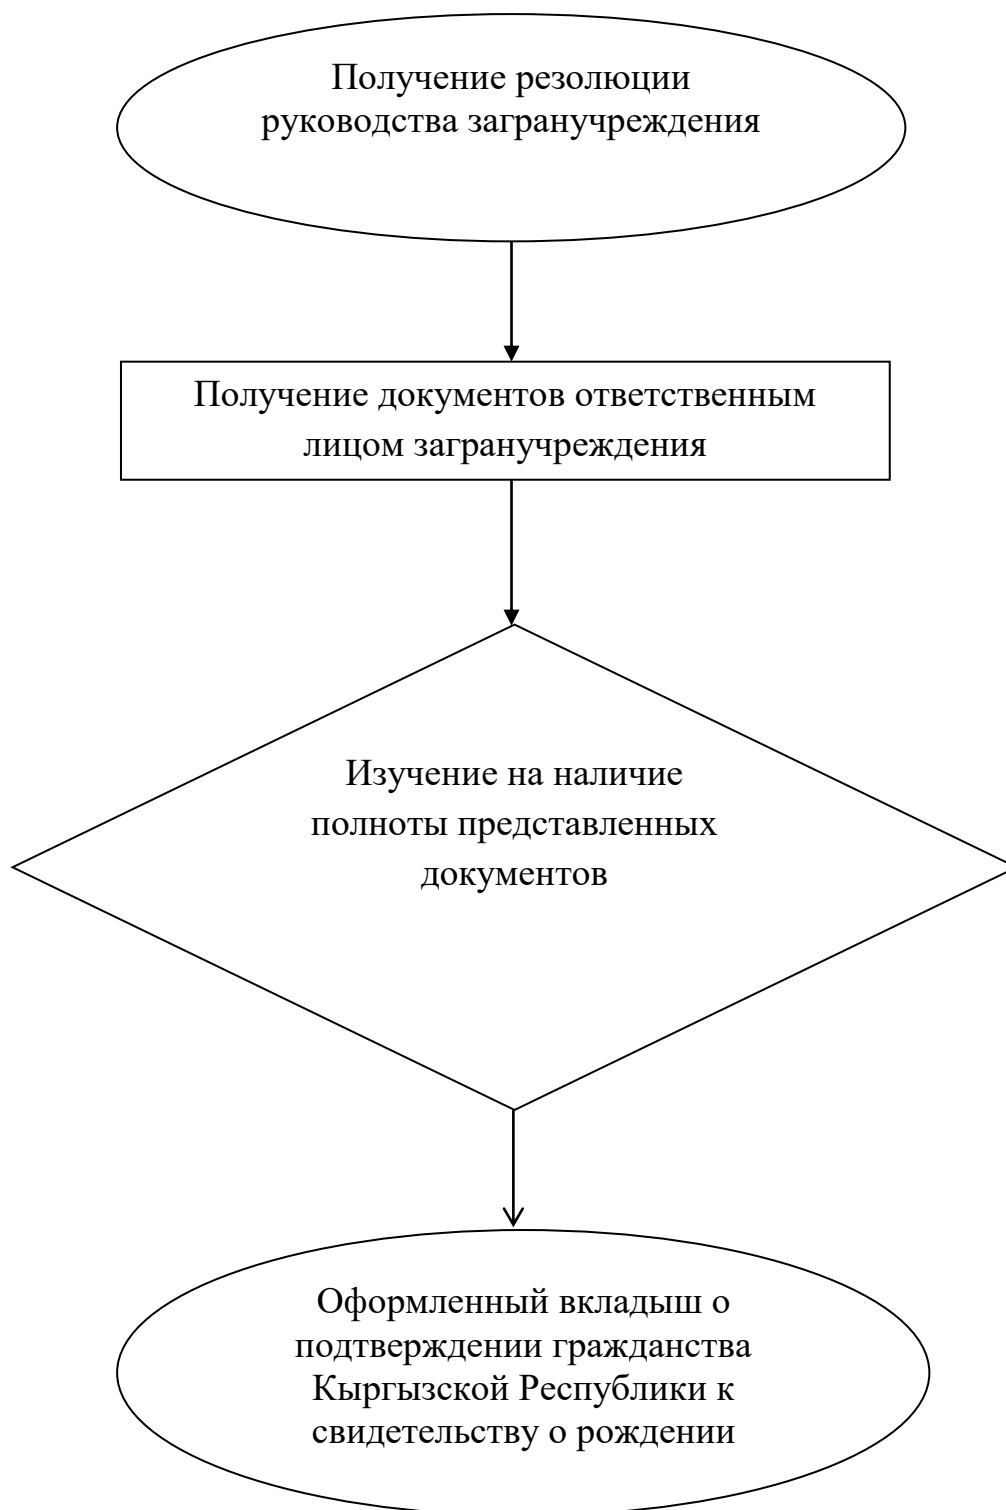 Получение резолюции
руководства загранучреждения
Получение документов ответственным
лицом загранучреждения
Изучение на наличие
полноты представленных
документов
Оформленный вкладыш о
подтверждении гражданства
Кыргызской Республики к
свидетельству о рождении